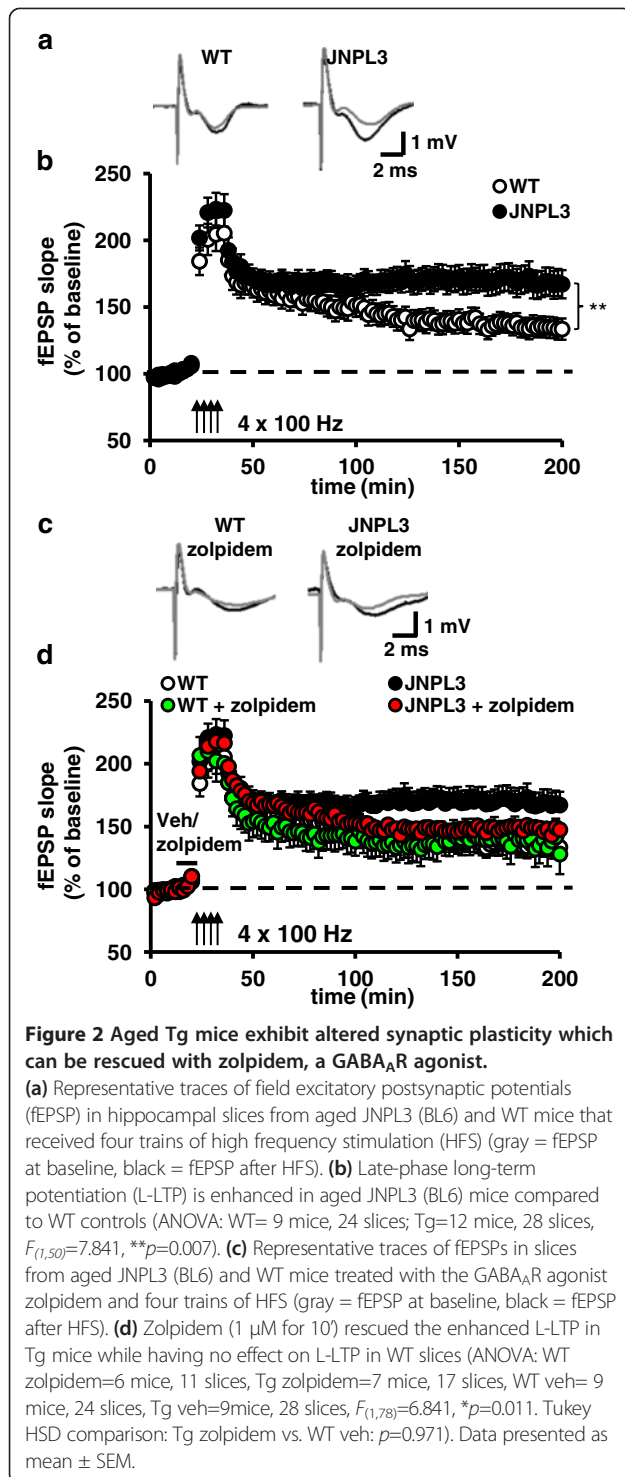 a
WT
JNPL3
1 mV
2 ms
b
250
200
150
100
50
fEPSP slope
(% of baseline)
WT
JNPL3
**
4 x 100 Hz
0
50
100
150
200
time (min)
c
WT
zolpidem
JNPL3
zolpidem
1 mV
2 ms
d
250
200
150
100
50
fEPSP slope
(% of baseline)
WT
WT + zolpidem
JNPL3
JNPL3 + zolpidem
Veh/
zolpidem
4 x 100 Hz
0
50
100
150
200
time (min)
Figure 2 Aged Tg mice exhibit altered synaptic plasticity which
can be rescued with zolpidem, a GABAAR agonist.
(a) Representative traces of field excitatory postsynaptic potentials
(fEPSP) in hippocampal slices from aged JNPL3 (BL6) and WT mice that
received four trains of high frequency stimulation (HFS) (gray = fEPSP
at baseline, black = fEPSP after HFS). (b) Late-phase long-term
potentiation (L-LTP) is enhanced in aged JNPL3 (BL6) mice compared
to WT controls (ANOVA: WT= 9 mice, 24 slices; Tg=12 mice, 28 slices,
F(1,50)=7.841, **p=0.007). (c) Representative traces of fEPSPs in slices
from aged JNPL3 (BL6) and WT mice treated with the GABAAR agonist
zolpidem and four trains of HFS (gray = fEPSP at baseline, black = fEPSP
after HFS). (d) Zolpidem (1 μM for 10’) rescued the enhanced L-LTP in
Tg mice while having no effect on L-LTP in WT slices (ANOVA: WT
zolpidem=6 mice, 11 slices, Tg zolpidem=7 mice, 17 slices, WT veh= 9
mice, 24 slices, Tg veh=9mice, 28 slices, F(1,78)=6.841, *p=0.011. Tukey
HSD comparison: Tg zolpidem vs. WT veh: p=0.971). Data presented as
mean ± SEM.